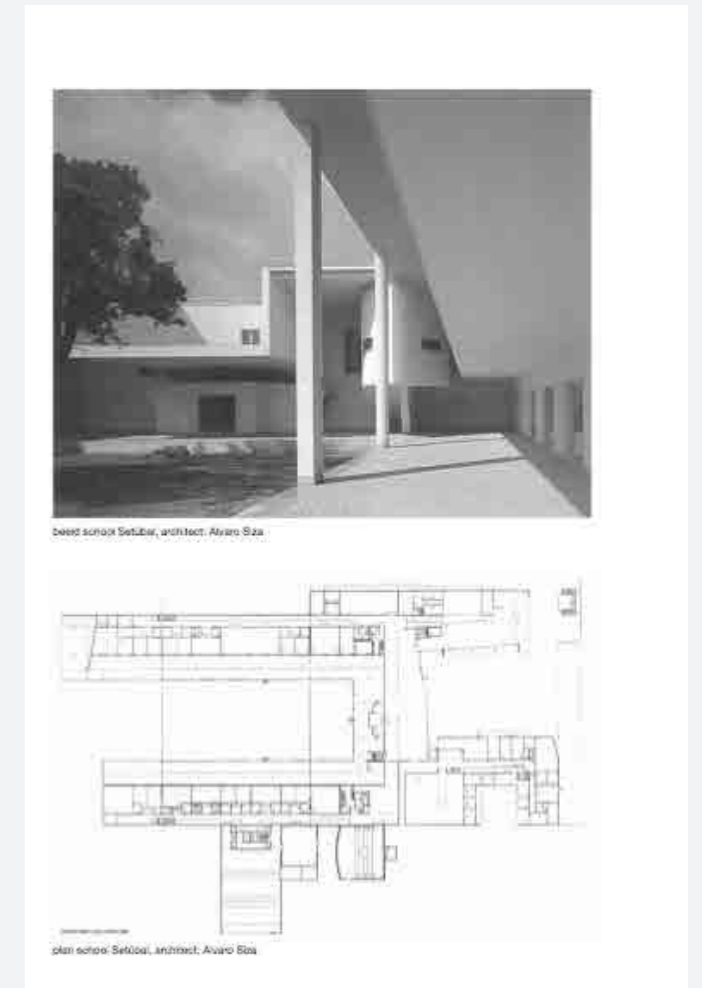 beeld school Setúbal, architect: Alvaro Siza
plan school Setúbal, architect: Alvaro Siza